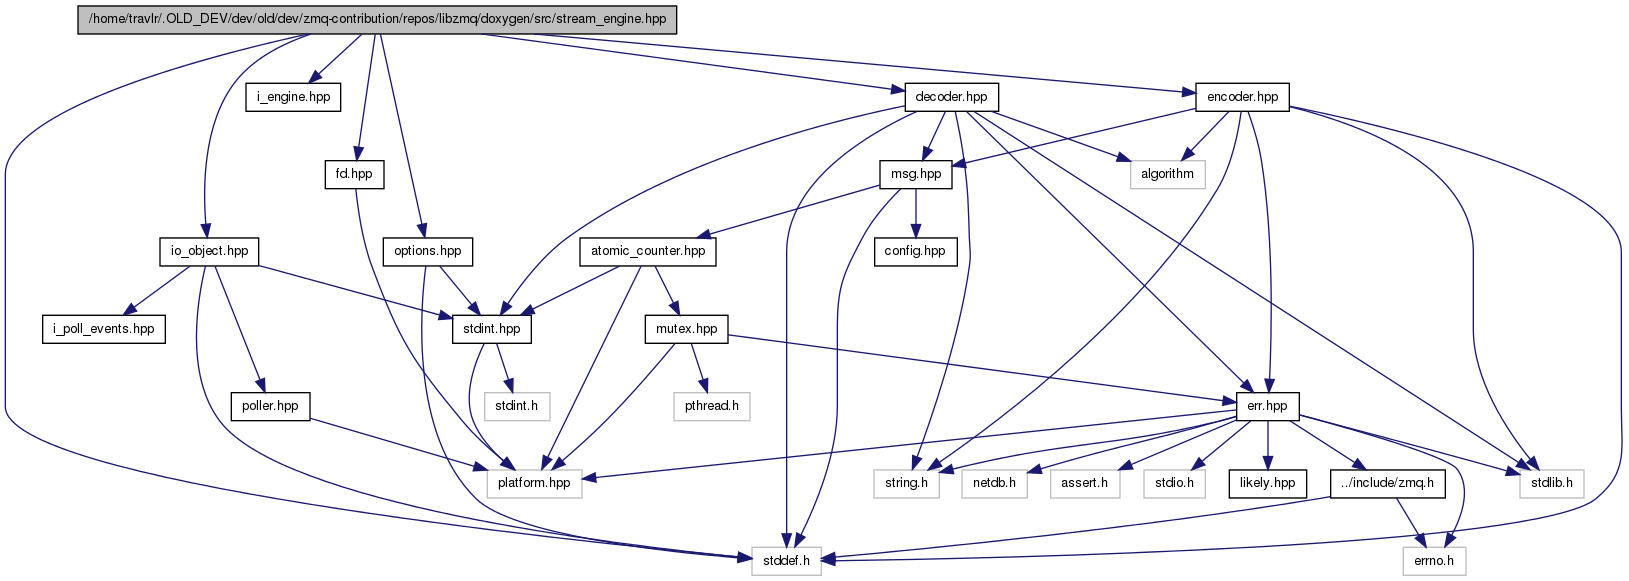 /home/travlr/.OLD_DEV/dev/old/dev/zmq-contribution/repos/libzmq/doxygen/src/stream_engine.hpp
i_engine.hpp
decoder.hpp
encoder.hpp
fd.hpp
msg.hpp
algorithm
io_object.hpp
options.hpp
atomic_counter.hpp
config.hpp
i_poll_events.hpp
stdint.hpp
mutex.hpp
poller.hpp
stdint.h
pthread.h
err.hpp
platform.hpp
string.h
netdb.h
assert.h
stdio.h
likely.hpp
../include/zmq.h
stdlib.h
stddef.h
errno.h